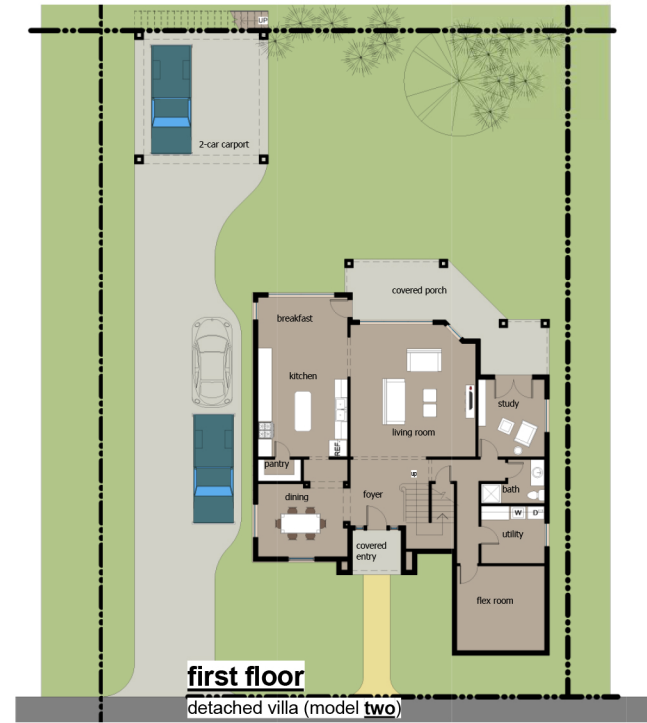 UP
2-car carport
covered porch
breakfast
kitchen
study
living room
REF.
pantry
up
bath
dining
foyer
W D
utility
covered
entry
flex room
first floor
detached villa (model two)